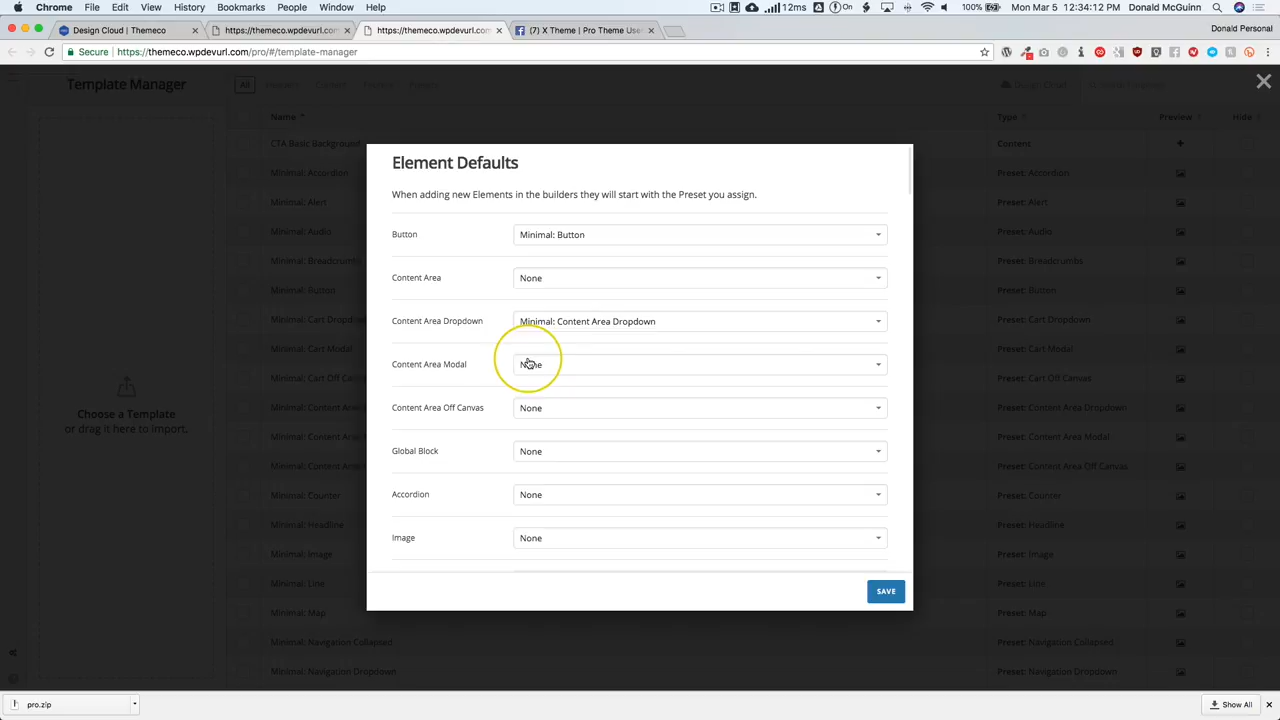 Chrome File Edit View History Bookmarks People Window Help 12ms On 100% Mon Mar 5 5:34:12 PM Donald McGuinn
Design Cloud | Themeco https://themeco.wpdevurl.com/pro https://themeco.wpdevurl.com/pro (7) X Theme | Pro Theme User Donald Personal
Secure https://themeco.wpdevurl.com/pro/#/template-manager
Template Manager All Presets Design Cloud
Name Type Preview Hide
CTA Basic Background Content
Minimal: Accordion Preset: Accordion
Minimal: Alert Preset: Alert
Minimal: Audio Preset: Audio
Minimal: Breadcrumbs Preset: Breadcrumbs
Minimal: Button Preset: Button
Minimal: Cart Dropdown Preset: Cart Dropdown
Minimal: Cart Modal Preset: Cart Modal
Minimal: Cart Off Canvas Preset: Cart Off Canvas
Minimal: Content Area Preset: Content Area Dropdown
Minimal: Content Area Preset: Content Area Modal
Minimal: Content Area Preset: Content Area Off Canvas
Minimal: Counter Preset: Counter
Minimal: Headline Preset: Headline
Minimal: Image Preset: Image
Minimal: Line Preset: Line
Minimal: Map Preset: Map
Minimal: Navigation Collapsed Preset: Navigation Collapsed
Minimal: Navigation Dropdown Preset: Navigation Dropdown
Choose a Template
or drag it here to import.
Element Defaults
When adding new Elements in the builders they will start with the Preset you assign.
Button Minimal: Button
Content Area None
Content Area Dropdown Minimal: Content Area Dropdown
Content Area Modal None
Content Area Off Canvas None
Global Block None
Accordion None
Image None
SAVE
pro.zip Show All